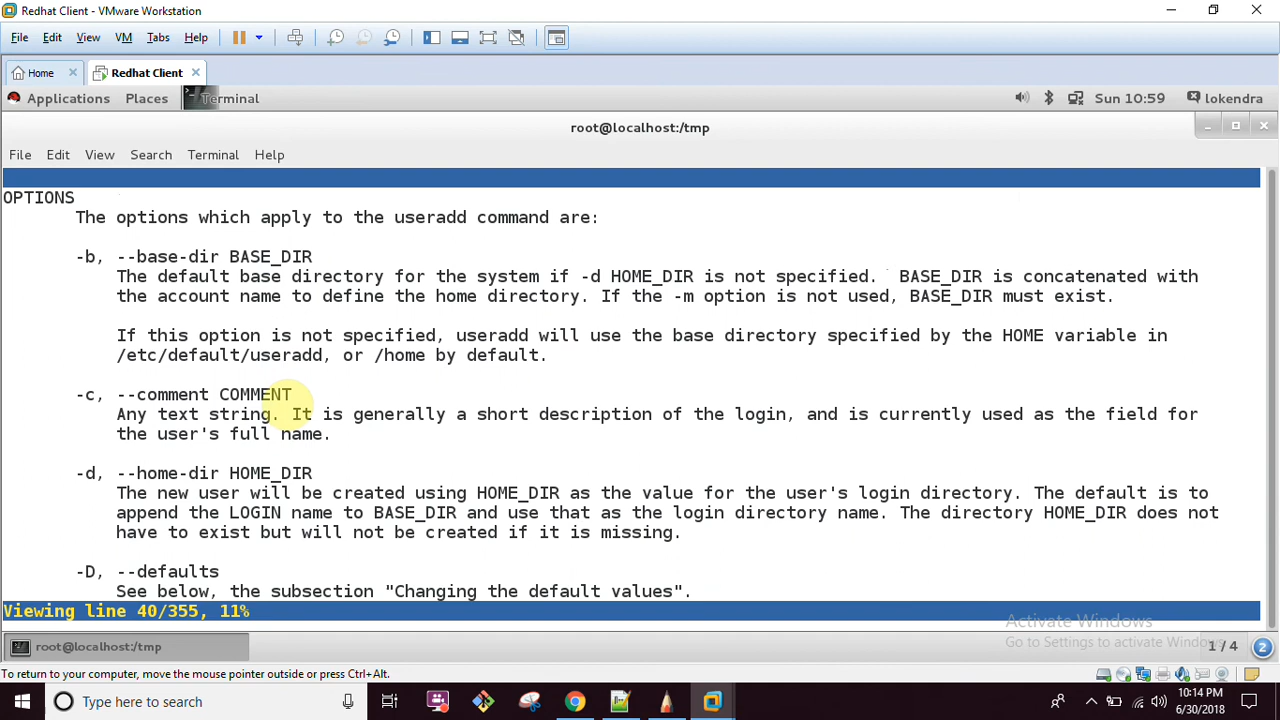 Redhat Client - VMware Workstation
File Edit View VM Tabs Help
Home Redhat Client
Applications Places Terminal Sun 10:59 lokendra
root@localhost:/tmp
File Edit View Search Terminal Help
OPTIONS
The options which apply to the useradd command are:
-b, --base-dir BASE_DIR
The default base directory for the system if -d HOME_DIR is not specified. BASE_DIR is concatenated with
the account name to define the home directory. If the -m option is not used, BASE_DIR must exist.
If this option is not specified, useradd will use the base directory specified by the HOME variable in
/etc/default/useradd, or /home by default.
-c, --comment COMMENT
Any text string. It is generally a short description of the login, and is currently used as the field for
the user's full name.
-d, --home-dir HOME_DIR
The new user will be created using HOME_DIR as the value for the user's login directory. The default is to
append the LOGIN name to BASE_DIR and use that as the login directory name. The directory HOME_DIR does not
have to exist but will not be created if it is missing.
-D, --defaults
See below, the subsection "Changing the default values".
Viewing line 40/355, 11%
Activate Windows
Go to Settings to activate Windows.
root@localhost:/tmp 1 / 4 2
To return to your computer, move the mouse pointer outside or press Ctrl+Alt.
Type here to search 10:14 PM
6/30/2018